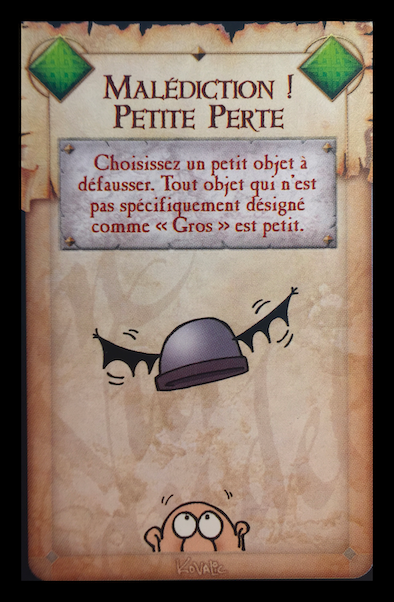 Malédiction !
Petite Perte
Choisissez un petit objet à
défausser. Tout objet qui n'est
pas spécifiquement désigné
comme « Gros » est petit.
Kovalic